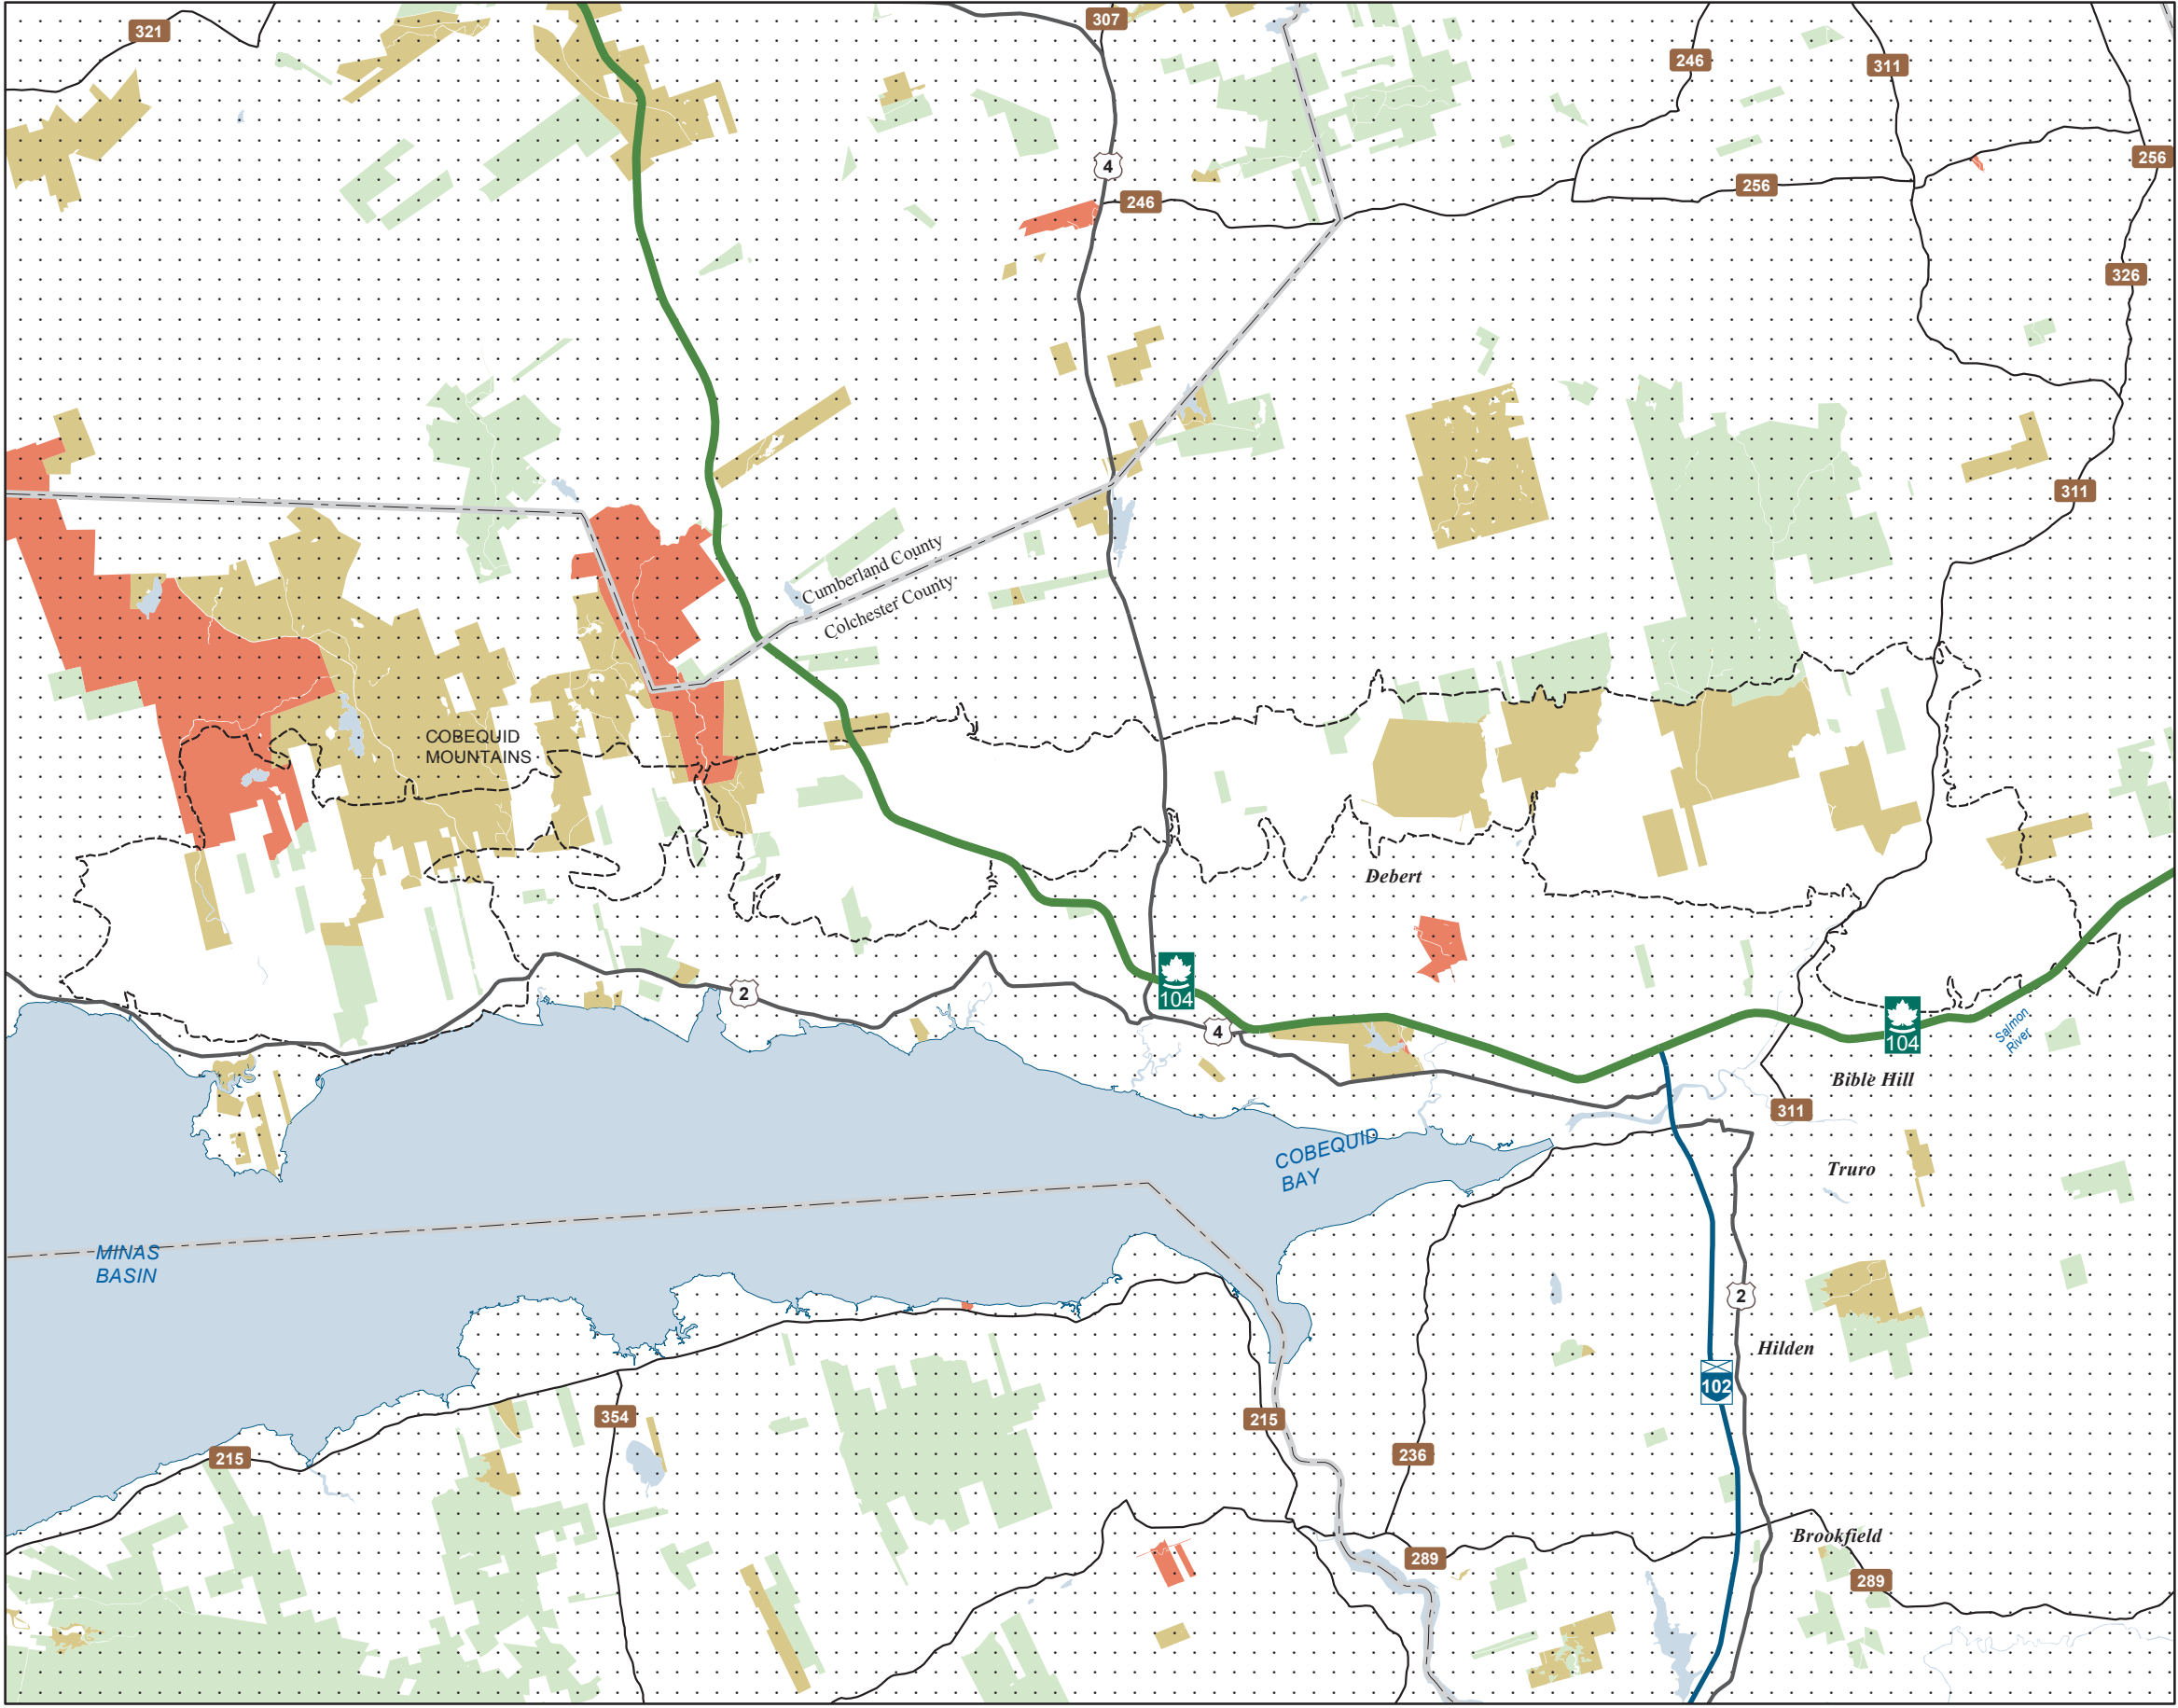 321
307
246
311
4
256
256
246
326
311
Cumberland County
Colchester County
COBEQUID
MOUNTAINS
Debert
2
104
4
104
Salmon
River
Bible Hill
311
COBEQUID
BAY
Truro
MINAS
BASIN
2
Hilden
102
354
215
236
215
Brookfield
289
289